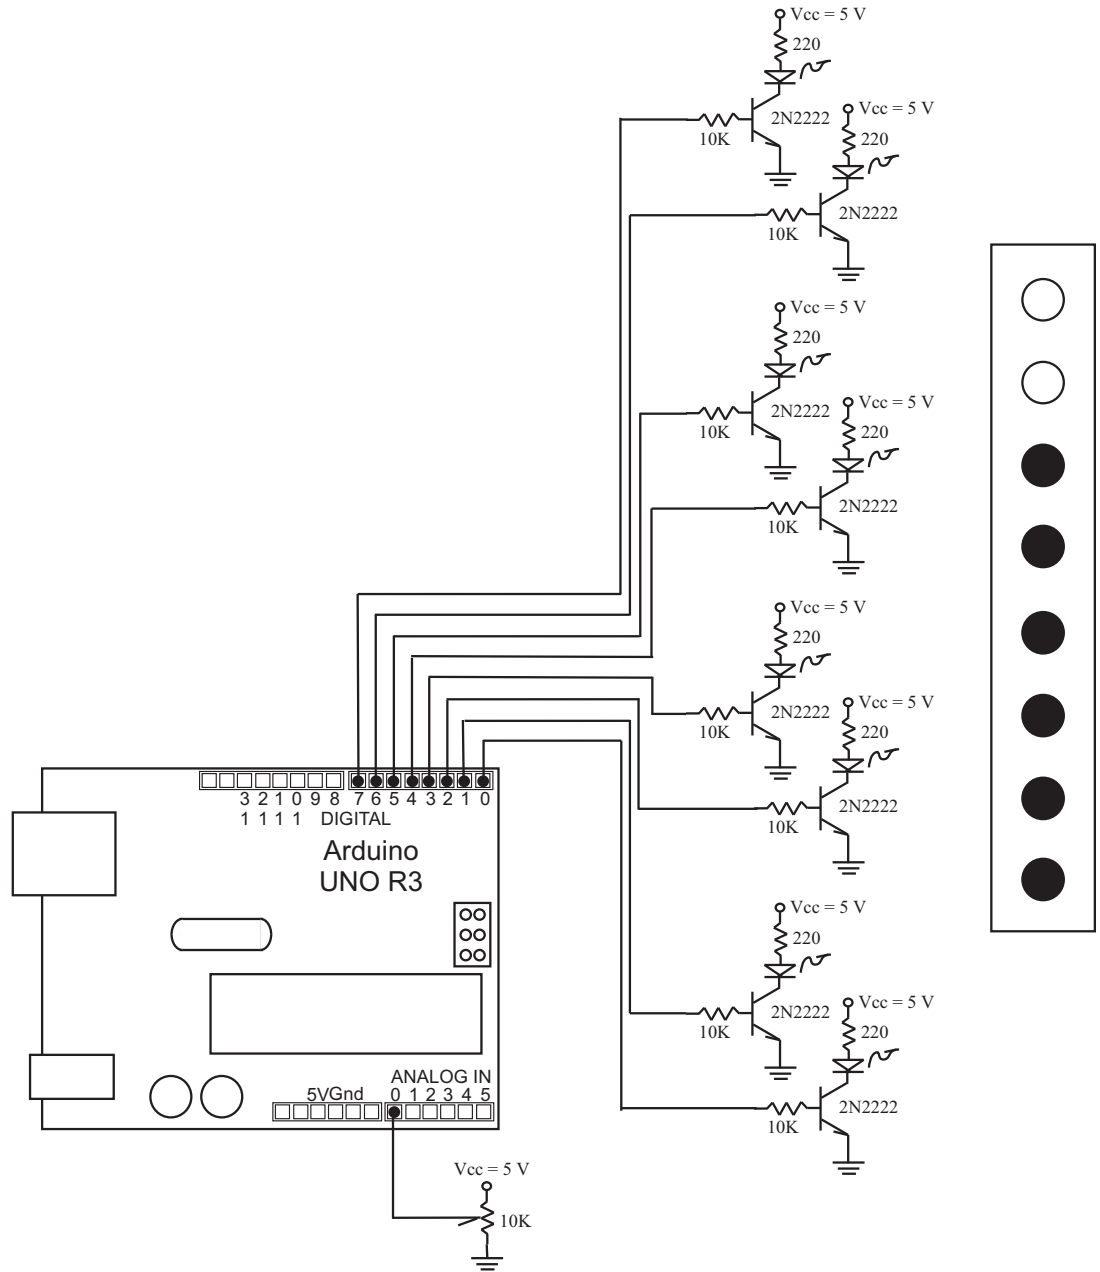 Vcc = 5 V
220
2N2222
10K
Vcc = 5 V
220
2N2222
10K
Vcc = 5 V
220
2N2222
10K
Vcc = 5 V
220
2N2222
10K
Vcc = 5 V
220
2N2222
10K
Vcc = 5 V
220
2N2222
10K
Vcc = 5 V
220
2N2222
10K
Vcc = 5 V
220
2N2222
10K
3 2 1 0 9 8 7 6 5 4 3 2 1 0
1 1 1 1 DIGITAL
Arduino
UNO R3
ANALOG IN
5VGnd 0 1 2 3 4 5
Vcc = 5 V
10K